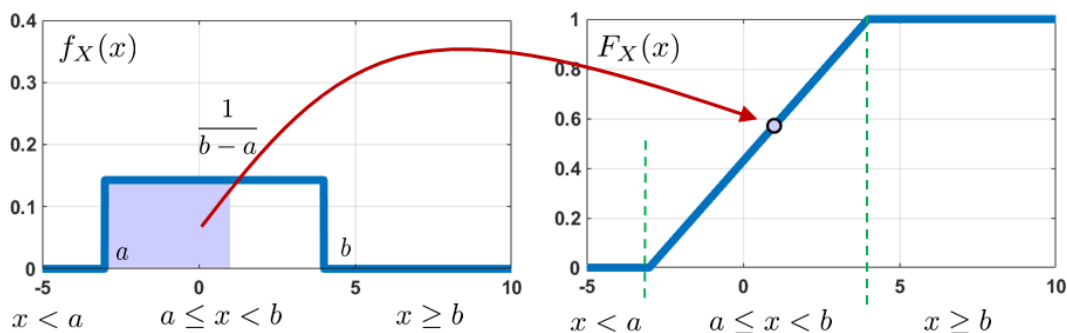 0.4
f_X(x)
0.3
1
b − a
0.2
0.1
a
b
0
-5 0 5 10
x < a a ≤ x < b x ≥ b
1
F_X(x)
0.8
0.6
0.4
0.2
0
-5 0 5 10
x < a a ≤ x < b x ≥ b